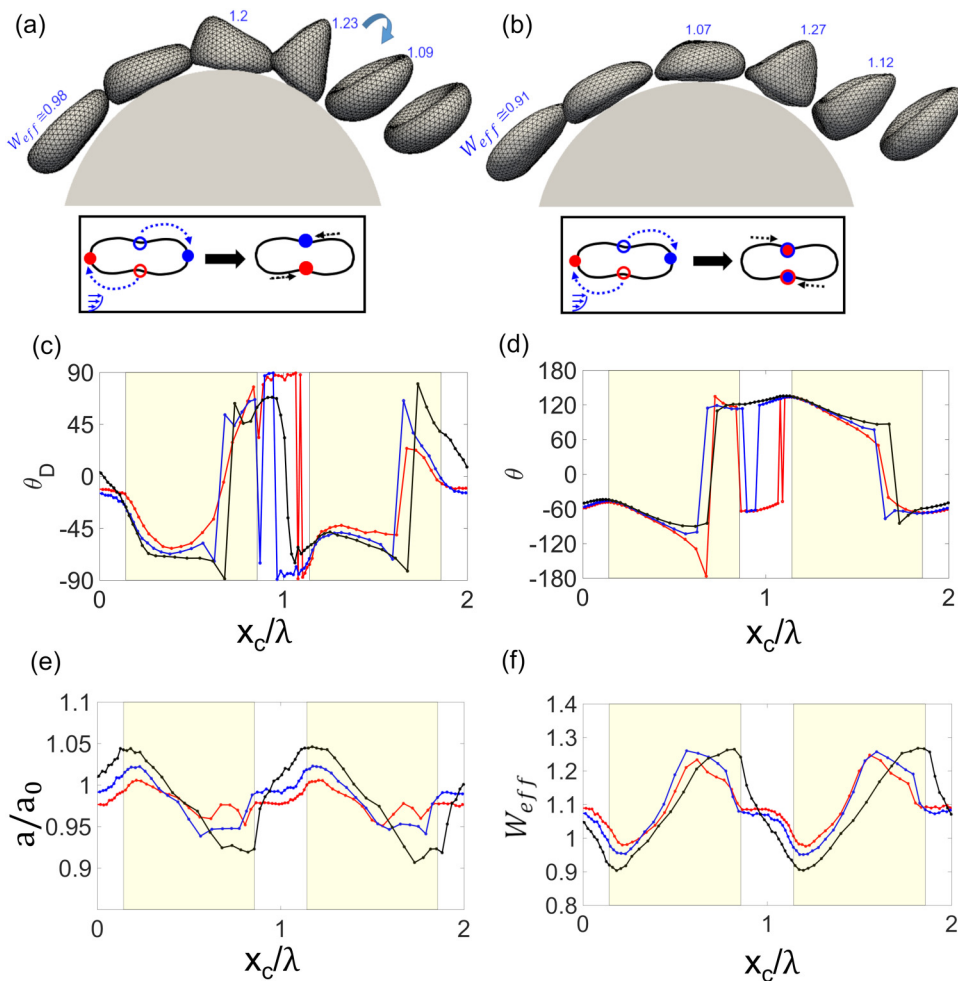 (a)
1.2
1.23
1.09
W_eff ≅0.98
(b)
1.07
1.27
1.12
W_eff ≅0.91
(c)
90
45
0
-45
-90
θ_D
0
1
2
x_c/λ
(d)
180
120
60
0
-60
-120
-180
θ
0
1
2
x_c/λ
(e)
1.1
1.05
1
0.95
0.9
a/a_0
0
1
2
x_c/λ
(f)
1.4
1.3
1.2
1.1
1
0.9
0.8
W_eff
0
1
2
x_c/λ